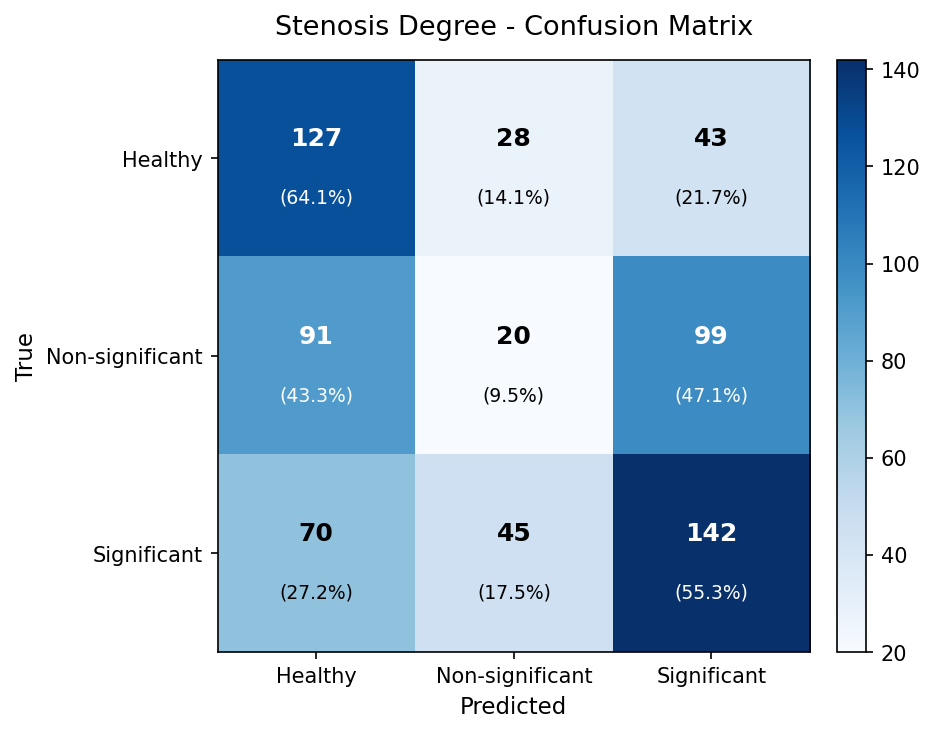 Stenosis Degree - Confusion Matrix
127 28 43
Healthy
(64.1%) (14.1%) (21.7%)
91 20 99
Non-significant
(43.3%) (9.5%) (47.1%)
70 45 142
Significant
(27.2%) (17.5%) (55.3%)
True
Healthy Non-significant Significant
Predicted
140
120
100
80
60
40
20